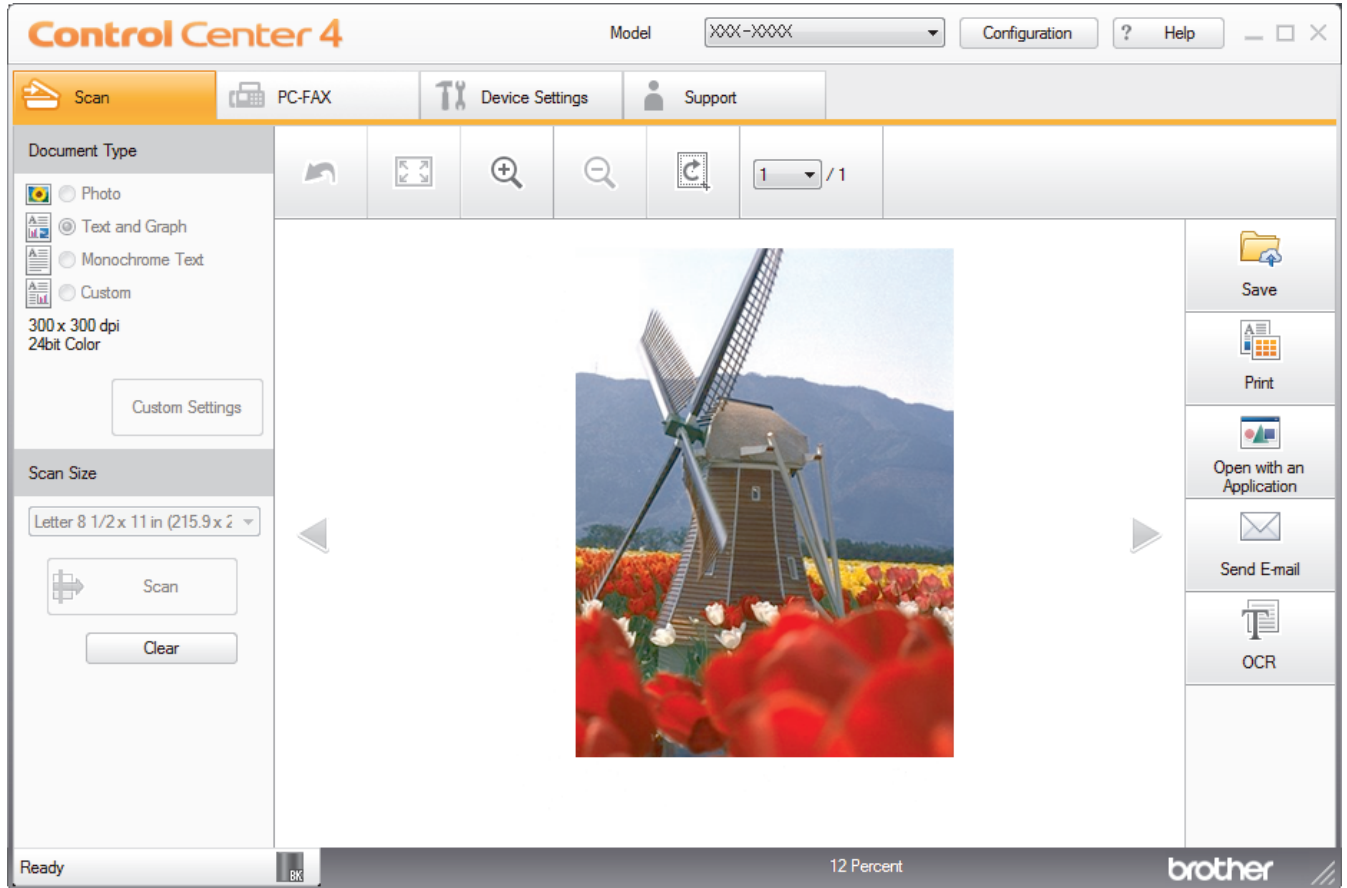 Control Center 4
Model XXX-XXXX Configuration ? Help
Scan PC-FAX Device Settings Support
Document Type
Photo
Text and Graph
Monochrome Text
Custom
300 x 300 dpi
24bit Color
Custom Settings
Scan Size
Letter 8 1/2 x 11 in (215.9 x 2
Scan
Clear
1 / 1
Save
Print
Open with an
Application
Send E-mail
OCR
Ready BK 12 Percent brother